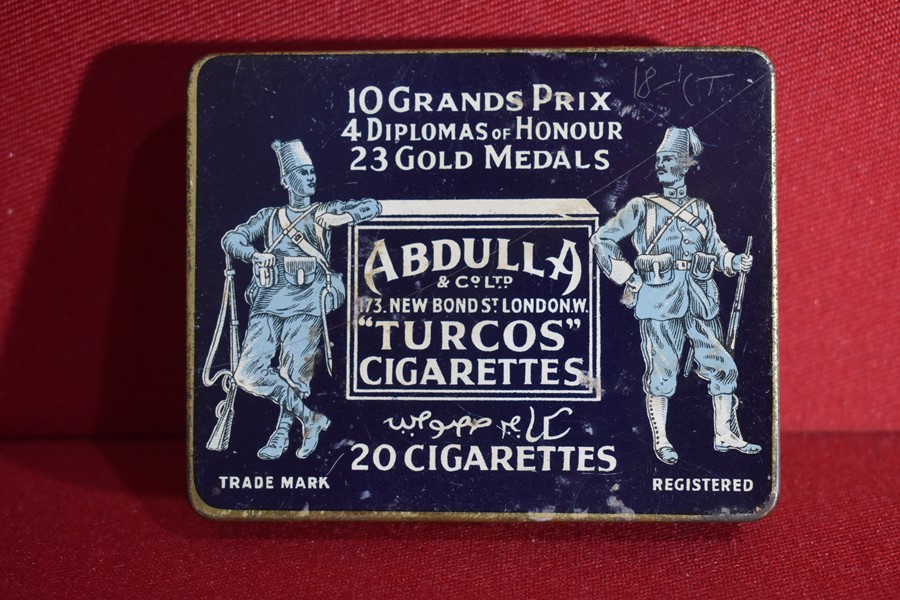 10 GRANDS PRIX
4 DIPLOMAS OF HONOUR
23 GOLD MEDALS
ABDULLA
& CO LTD
173. NEW BOND ST. LONDON.W.
"TURCOS"
CIGARETTES
20 CIGARETTES
TRADE MARK
REGISTERED